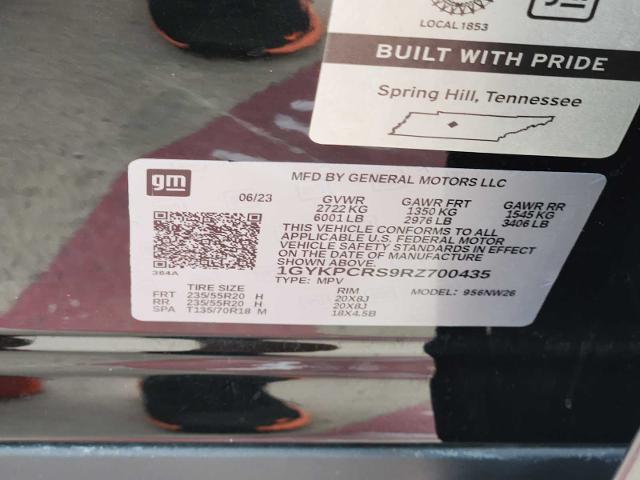 LOCAL 1853
gm
BUILT WITH PRIDE
Spring Hill, Tennessee
gm
MFD BY GENERAL MOTORS LLC
06/23
GVWR GAWR FRT GAWR RR
2722 KG 1350 KG 1545 KG
6001 LB 2976 LB 3406 LB
THIS VEHICLE CONFORMS TO ALL
APPLICABLE U.S. FEDERAL MOTOR
VEHICLE SAFETY STANDARDS IN EFFECT
ON THE DATE OF MANUFACTURE
SHOWN ABOVE.
384A
1GYKPCRS9RZ700435
TYPE: MPV MODEL: 9S6NW26
TIRE SIZE RIM
FRT 235/55R20 H 20X8J
RR 235/55R20 H 20X8J
SPA T135/70R18 M 18X4.5B